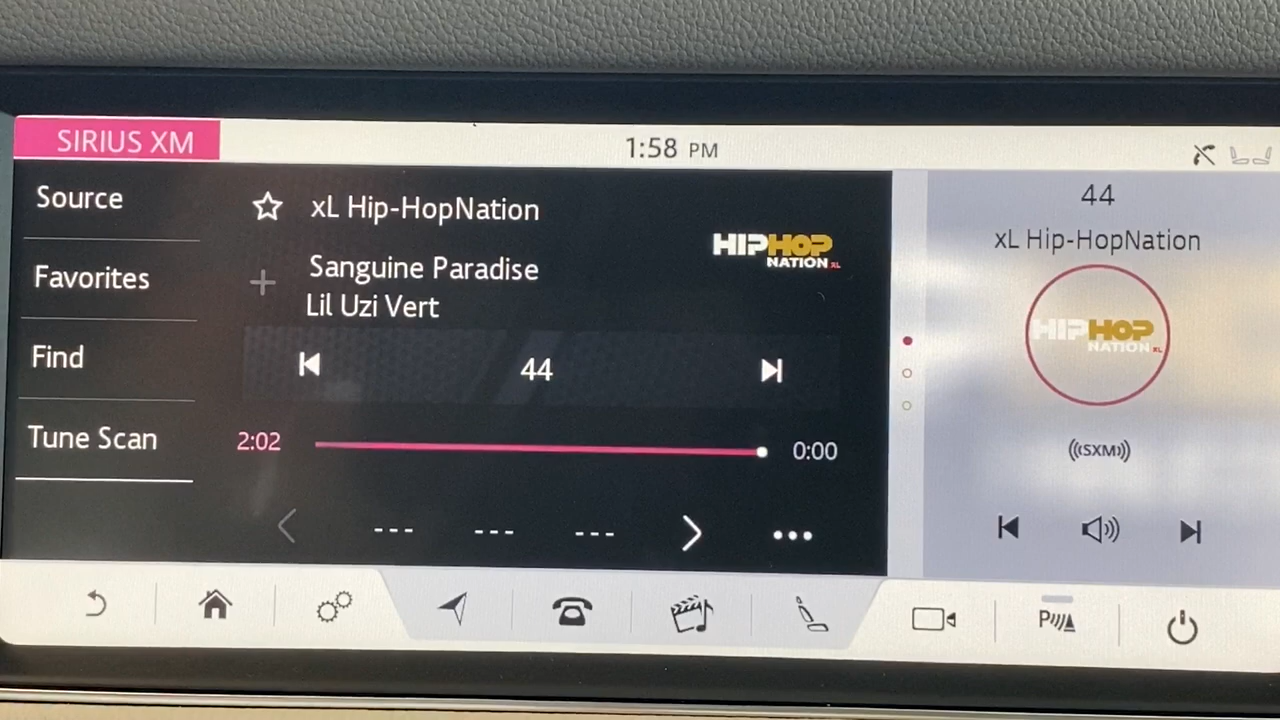 SIRIUS XM
1:58 PM
Source
Favorites
Find
Tune Scan
xL Hip-HopNation
Sanguine Paradise
Lil Uzi Vert
HIPHOP
NATION XL
44
2:02
0:00
---
---
---
44
xL Hip-HopNation
HIPHOP
NATION XL
((SXM))
P